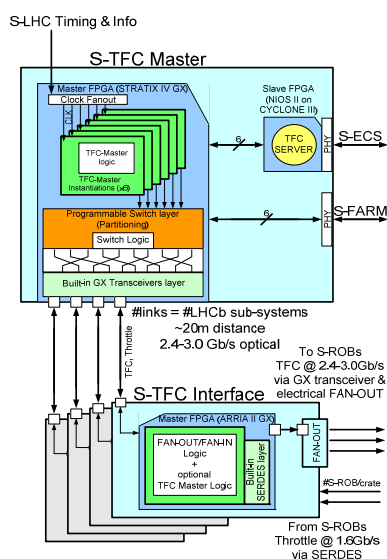 S-LHC Timing & Info
S-TFC Master
Master FPGA (STRATIX IV GX)
Clock Fanout
CLK
TFC-Master
logic
TFC-Master
Instantiations
Programmable Switch layer
(Partitioning)
Switch Logic
Built-in GX Transceivers layer
Slave FPGA
(NIOS II on
CYCLONE III)
TFC
SERVER
PHY
S-ECS
6
6
PHY
S-FARM
#links = #LHCb sub-systems
~20m distance
2.4-3.0 Gb/s optical
TFC, Throttle
To S-ROBs
TFC @ 2.4-3.0Gb/s
via GX transceiver &
electrical FAN-OUT
S-TFC Interface
Master FPGA (ARRIA II GX)
FAN-OUT/FAN-IN
Logic
+
optional
TFC Master Logic
Built-in
SERDES layer
FAN-OUT
#S-ROB/crate
From S-ROBs
Throttle @ 1.6Gb/s
via SERDES